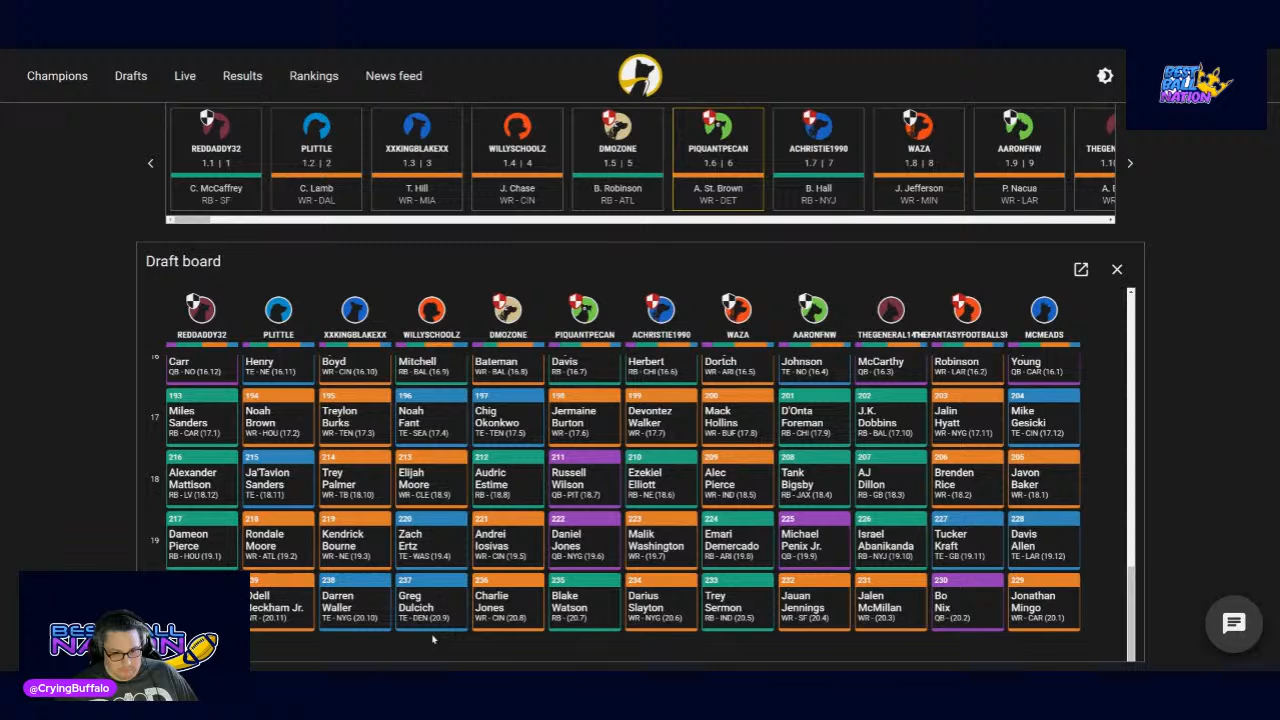 Champions
Drafts
Live
Results
Rankings
News feed
BEST BALL NATION
REDDADDY32
1.1 | 1
C. McCaffrey
RB - SF
PLITTLE
1.2 | 2
C. Lamb
WR - DAL
XXKINGBLAKEXX
1.3 | 3
T. Hill
WR - MIA
WILLYSCHOOLZ
1.4 | 4
J. Chase
WR - CIN
DMOZONE
1.5 | 5
B. Robinson
RB - ATL
PIQUANTPECAN
1.6 | 6
A. St. Brown
WR - DET
ACHRISTIE1990
1.7 | 7
B. Hall
RB - NYJ
WAZA
1.8 | 8
J. Jefferson
WR - MIN
AARONFNW
1.9 | 9
P. Nacua
WR - LAR
THEGEN
1.10
A. B
WR
Draft board
REDDADDY32 PLITTLE XXKINGBLAKEXX WILLYSCHOOLZ DMOZONE PIQUANTPECAN ACHRISTIE1990 WAZA AARONFNW THEGENERAL14 THEFANTASYFOOTBALLSH MCMEADS
16
Carr Henry Boyd Mitchell Bateman Davis Herbert Dortch Johnson McCarthy Robinson Young
QB - NO (16.12) TE - NE (16.11) WR - CIN (16.10) RB - BAL (16.9) WR - BAL (16.8) RB - (16.7) RB - CHI (16.6) WR - ARI (16.5) TE - NO (16.4) QB - (16.3) WR - LAR (16.2) QB - CAR (16.1)
193 194 195 196 197 198 199 200 201 202 203 204
17
Miles Noah Treylon Noah Chig Jermaine Devontez Mack D'Onta J.K. Jalin Mike
Sanders Brown Burks Fant Okonkwo Burton Walker Hollins Foreman Dobbins Hyatt Gesicki
RB - CAR (17.1) WR - HOU (17.2) WR - TEN (17.3) TE - SEA (17.4) TE - TEN (17.5) WR - (17.6) WR - (17.7) WR - BUF (17.8) RB - CHI (17.9) RB - BAL (17.10) WR - NYG (17.11) TE - CIN (17.12)
216 215 214 213 212 211 210 209 208 207 206 205
18
Alexander Ja'Tavion Trey Elijah Audric Russell Ezekiel Alec Tank AJ Brenden Javon
Mattison Sanders Palmer Moore Estime Wilson Elliott Pierce Bigsby Dillon Rice Baker
RB - LV (18.12) TE - (18.11) WR - TB (18.10) WR - CLE (18.9) RB - (18.8) QB - PIT (18.7) RB - NE (18.6) WR - IND (18.5) RB - JAX (18.4) RB - GB (18.3) WR - (18.2) WR - (18.1)
217 218 219 220 221 222 223 224 225 226 227 228
19
Dameon Rondale Kendrick Zach Andrei Daniel Malik Emari Michael Israel Tucker Davis
Pierce Moore Bourne Ertz Iosivas Jones Washington Demercado Penix Jr. Abanikanda Kraft Allen
RB - HOU (19.1) WR - ATL (19.2) WR - NE (19.3) TE - WAS (19.4) WR - CIN (19.5) QB - NYG (19.6) WR - (19.7) RB - ARI (19.8) QB - (19.9) RB - NYJ (19.10) TE - GB (19.11) TE - LAR (19.12)
39 238 237 236 235 234 233 232 231 230 229
Odell Darren Greg Charlie Blake Darius Trey Jauan Jalen Bo Jonathan
Beckham Jr. Waller Dulcich Jones Watson Slayton Sermon Jennings McMillan Nix Mingo
WR - (20.11) TE - NYG (20.10) TE - DEN (20.9) WR - CIN (20.8) RB - (20.7) WR - NYG (20.6) RB - IND (20.5) WR - SF (20.4) WR - (20.3) QB - (20.2) WR - CAR (20.1)
BEST BALL
NATION
@CryingBuffalo